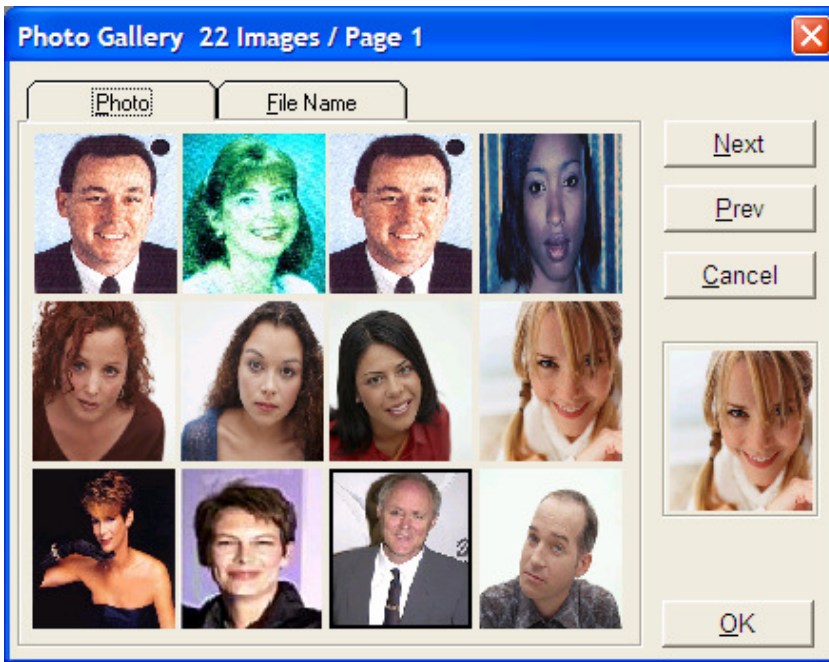 Photo Gallery 22 Images / Page 1
Photo
File Name
Next
Prev
Cancel
OK